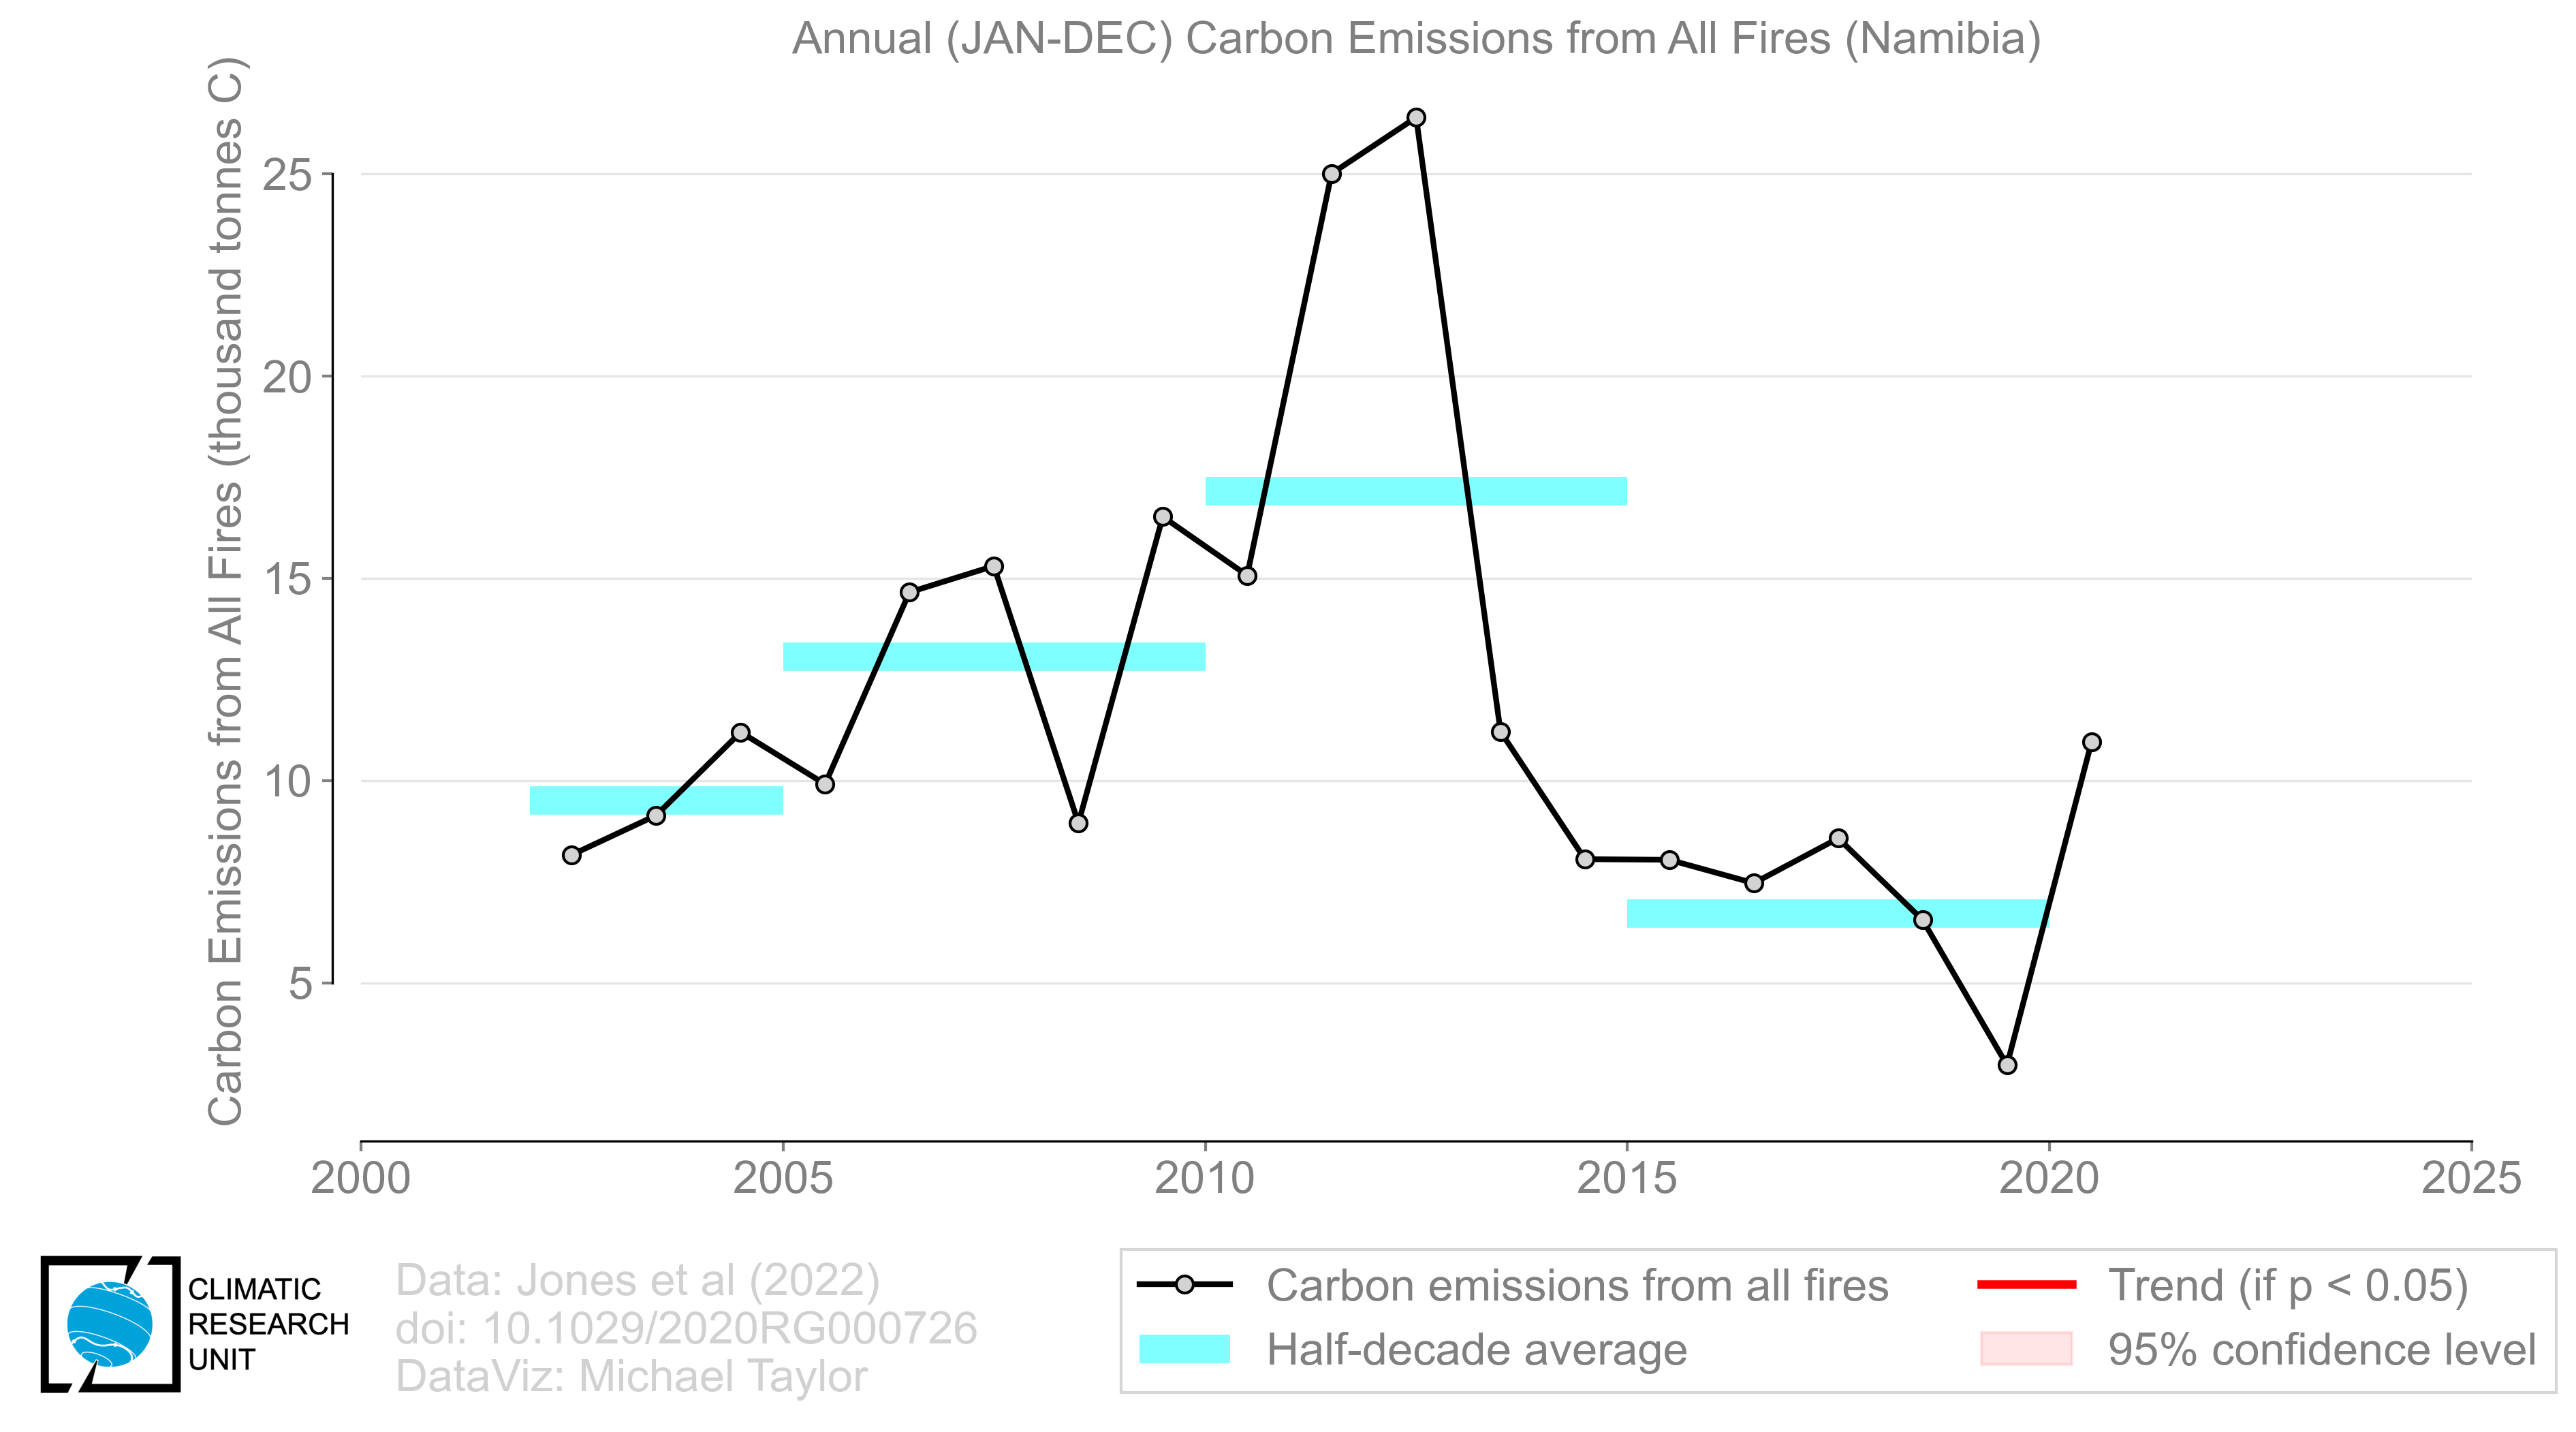 Annual (JAN-DEC) Carbon Emissions from All Fires (Namibia)
Carbon Emissions from All Fires (thousand tonnes C)
25
20
15
10
5
2000 2005 2010 2015 2020 2025
CLIMATIC
RESEARCH
UNIT
Data: Jones et al (2022)
doi: 10.1029/2020RG000726
DataViz: Michael Taylor
Carbon emissions from all fires
Half-decade average
Trend (if p < 0.05)
95% confidence level